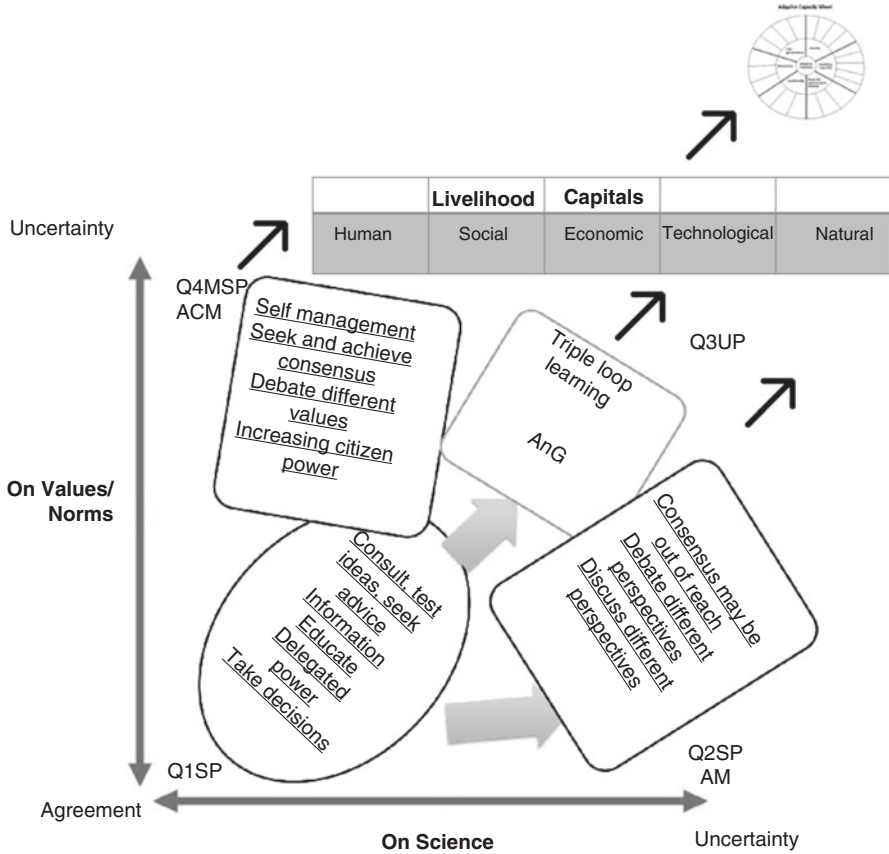 Adaptive Capacity Wheel
Livelihood Capitals
Human Social Economic Technological Natural
Uncertainty
Q4MSP
ACM
Self management
Seek and achieve
consensus
Debate different
values
Increasing citizen
power
Triple loop
learning
AnG
Q3UP
On Values/
Norms
Consult, test
ideas, seek
advice
Information
Educate
Delegated
power
Take decisions
Consensus may be
out of reach
Debate different
perspectives
Discuss different
perspectives
Q1SP
Q2SP
AM
Agreement
On Science
Uncertainty